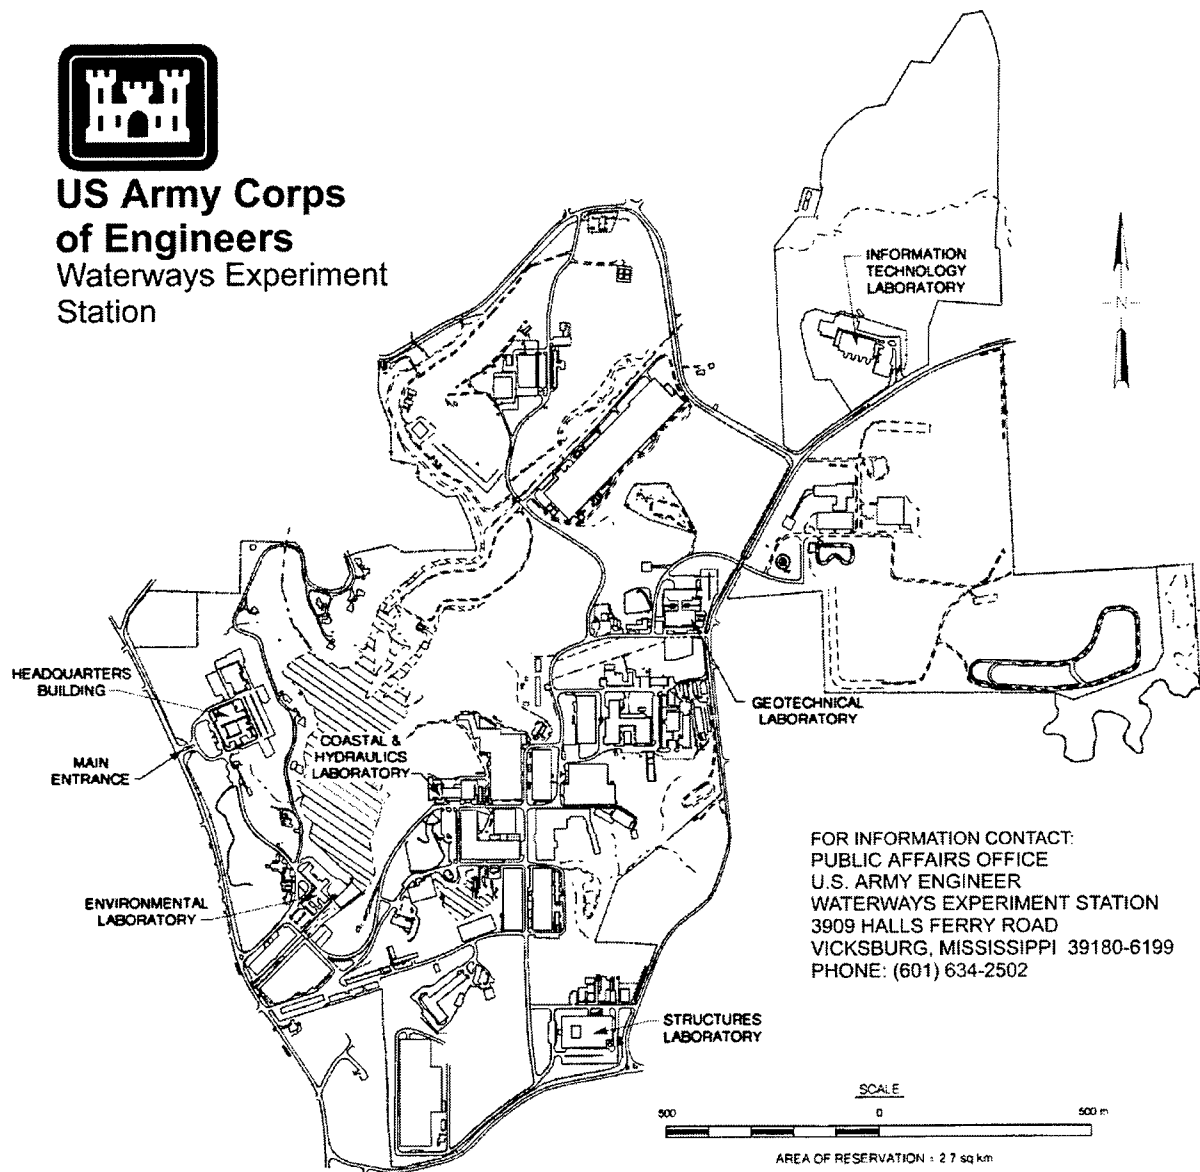 US Army Corps
of Engineers
Waterways Experiment
Station
INFORMATION
TECHNOLOGY
LABORATORY
N
HEADQUARTERS
BUILDING
MAIN
ENTRANCE
COASTAL &
HYDRAULICS
LABORATORY
GEOTECHNICAL
LABORATORY
ENVIRONMENTAL
LABORATORY
STRUCTURES
LABORATORY
FOR INFORMATION CONTACT:
PUBLIC AFFAIRS OFFICE
U.S. ARMY ENGINEER
WATERWAYS EXPERIMENT STATION
3909 HALLS FERRY ROAD
VICKSBURG, MISSISSIPPI 39180-6199
PHONE: (601) 634-2502
SCALE
500 0 500 m
AREA OF RESERVATION : 2.7 sq km